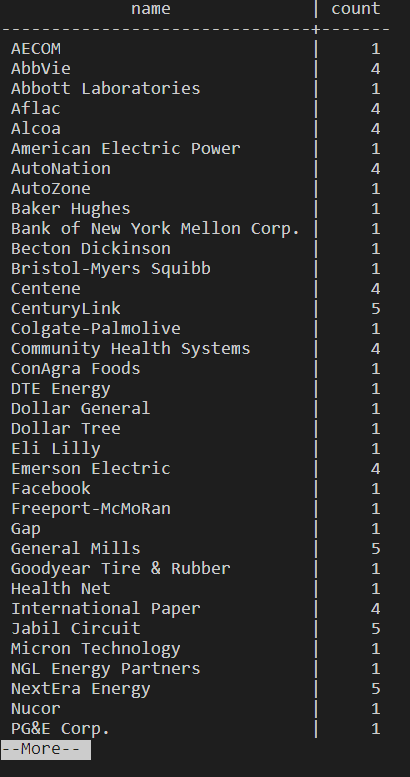 name | count
-----------------------------+-------
AECOM | 1
AbbVie | 4
Abbott Laboratories | 1
Aflac | 4
Alcoa | 4
American Electric Power | 1
AutoNation | 4
AutoZone | 1
Baker Hughes | 1
Bank of New York Mellon Corp. | 1
Becton Dickinson | 1
Bristol-Myers Squibb | 1
Centene | 4
CenturyLink | 5
Colgate-Palmolive | 1
Community Health Systems | 4
ConAgra Foods | 1
DTE Energy | 1
Dollar General | 1
Dollar Tree | 1
Eli Lilly | 1
Emerson Electric | 4
Facebook | 1
Freeport-McMoRan | 1
Gap | 1
General Mills | 5
Goodyear Tire & Rubber | 1
Health Net | 1
International Paper | 4
Jabil Circuit | 5
Micron Technology | 1
NGL Energy Partners | 1
NextEra Energy | 5
Nucor | 1
PG&E Corp. | 1
--More--